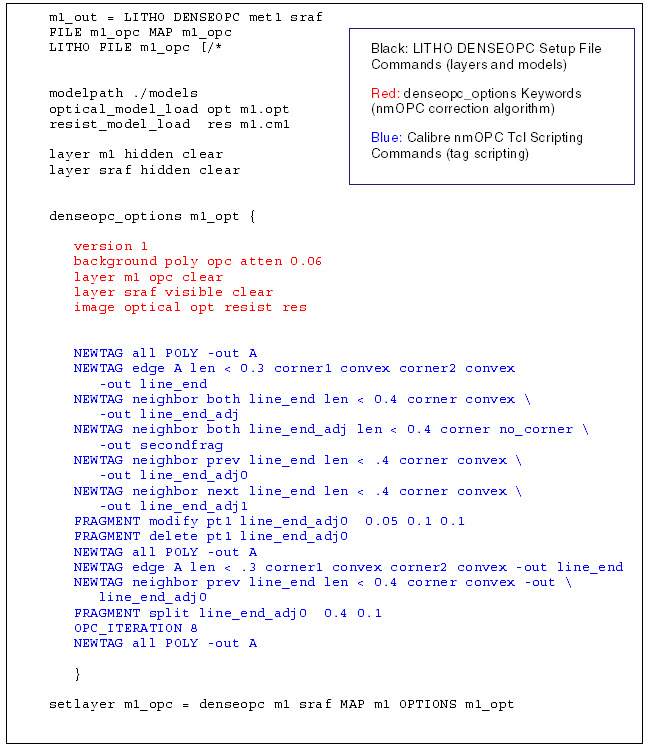 m1_out = LITHO DENSEOPC met1 sraf
FILE m1_opc MAP m1_opc
LITHO FILE m1_opc [/*
Black: LITHO DENSEOPC Setup File
Commands (layers and models)
Red: denseopc_options Keywords
(nmOPC correction algorithm)
Blue: Calibre nmOPC Tcl Scripting
Commands (tag scripting)
modelpath ./models
optical_model_load opt m1.opt
resist_model_load res m1.cm1
layer m1 hidden clear
layer sraf hidden clear
denseopc_options m1_opt {
version 1
background poly opc atten 0.06
layer m1 opc clear
layer sraf visible clear
image optical opt resist res
NEWTAG all POLY -out A
NEWTAG edge A len < 0.3 corner1 convex corner2 convex
-out line_end
NEWTAG neighbor both line_end len < 0.4 corner convex \
-out line_end_adj
NEWTAG neighbor both line_end_adj len < 0.4 corner no_corner \
-out secondfrag
NEWTAG neighbor prev line_end len < .4 corner convex \
-out line_end_adj0
NEWTAG neighbor next line_end len < .4 corner convex \
-out line_end_adj1
FRAGMENT modify pt1 line_end_adj0 0.05 0.1 0.1
FRAGMENT delete pt1 line_end_adj0
NEWTAG all POLY -out A
NEWTAG edge A len < .3 corner1 convex corner2 convex -out line_end
NEWTAG neighbor prev line_end len < 0.4 corner convex -out \
line_end_adj0
FRAGMENT split line_end_adj0 0.4 0.1
OPC_ITERATION 8
NEWTAG all POLY -out A
}
setlayer m1_opc = denseopc m1 sraf MAP m1 OPTIONS m1_opt